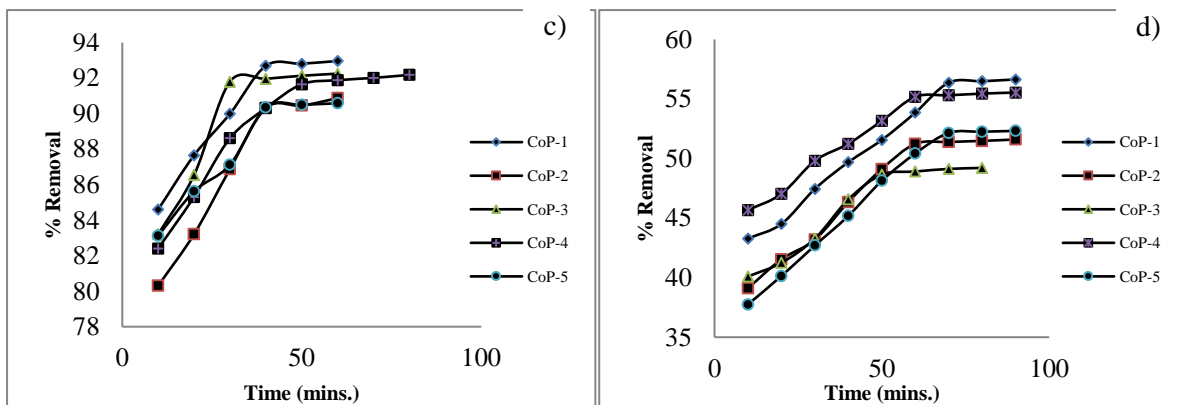 c)
94
92
90
88
86
84
82
80
78
% Removal
0
50
100
Time (mins.)
CoP-1
CoP-2
CoP-3
CoP-4
CoP-5
d)
60
55
50
45
40
35
% Removal
0
50
100
Time (mins.)
CoP-1
CoP-2
CoP-3
CoP-4
CoP-5